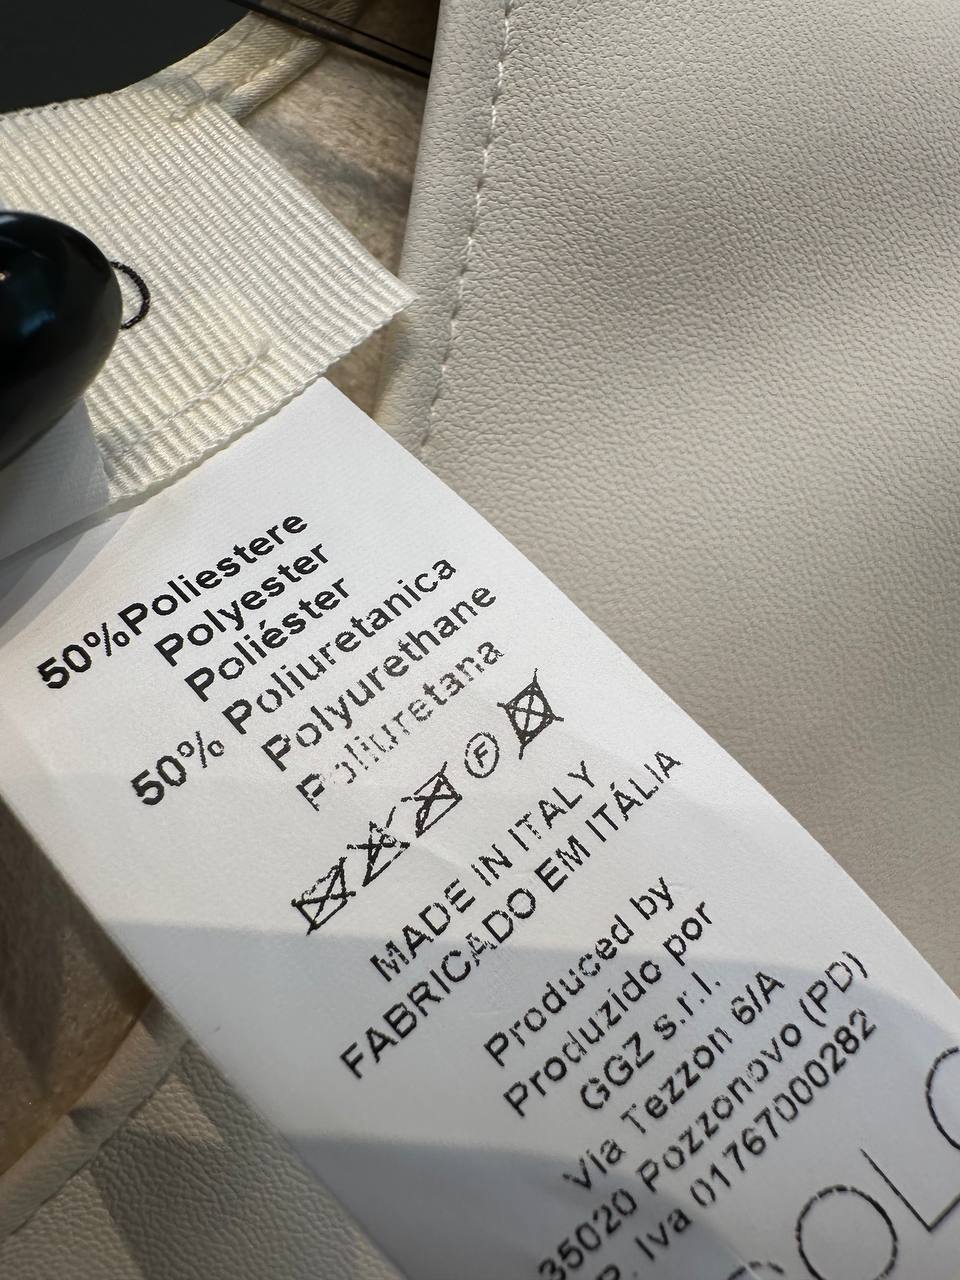 50%Poliestere
Polyester
Poliéster
50% Poliuretanica
Polyurethane
Poliuretana
F
MADE IN ITALY
FABRICADO EM ITÁLIA
Produced by
Produzido por
GGZ s.r.l.
Via Tezzon 6/A
35020 Pozzonovo (PD)
P. Iva 01767000282